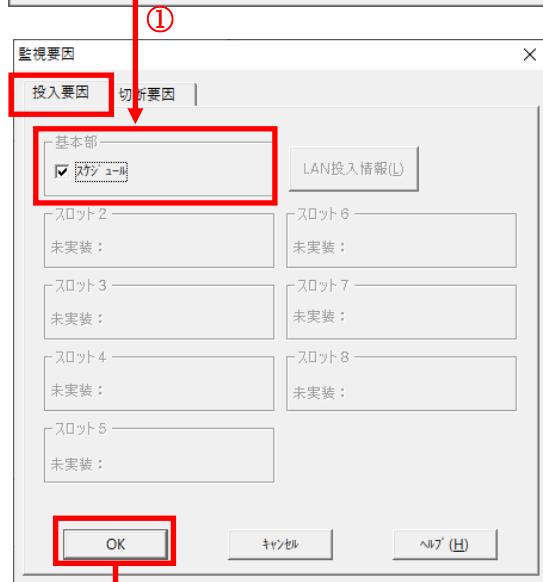 ①
監視要因
投入要因 切断要因
基本部
スケジュール
LAN投入情報(L)
スロット2 スロット6
未実装： 未実装：
スロット3 スロット7
未実装： 未実装：
スロット4 スロット8
未実装： 未実装：
スロット5
未実装：
OK キャンセル ヘルプ(H)